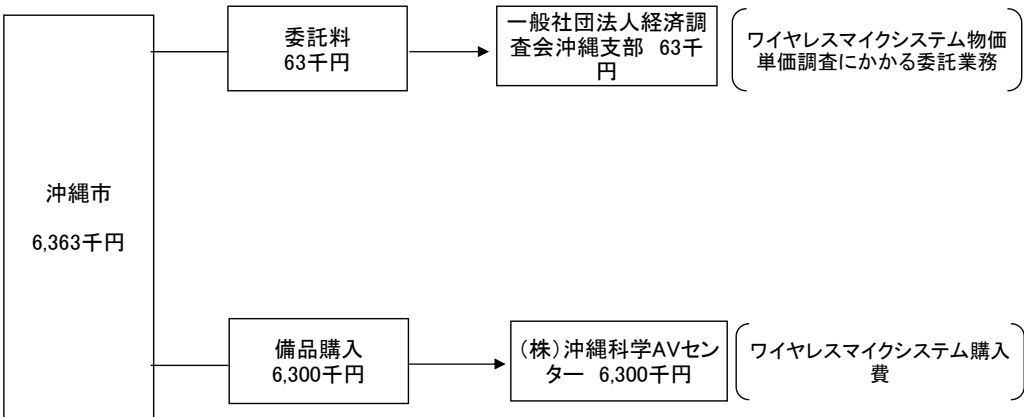 委託料
63千円
一般社団法人経済調
査会沖縄支部 63千
円
ワイヤレスマイクシステム物価
単価調査にかかる委託業務
沖縄市
6,363千円
備品購入
6,300千円
(株)沖縄科学AVセン
ター 6,300千円
ワイヤレスマイクシステム購入
費